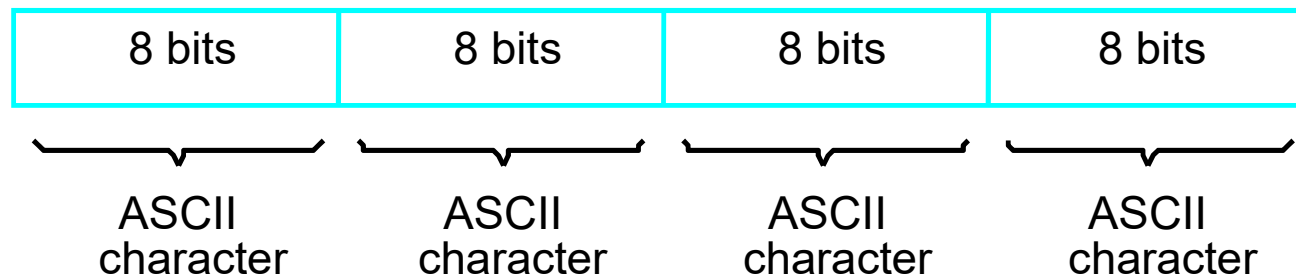 8 bits 8 bits 8 bits 8 bits
ASCII ASCII ASCII ASCII
character character character character